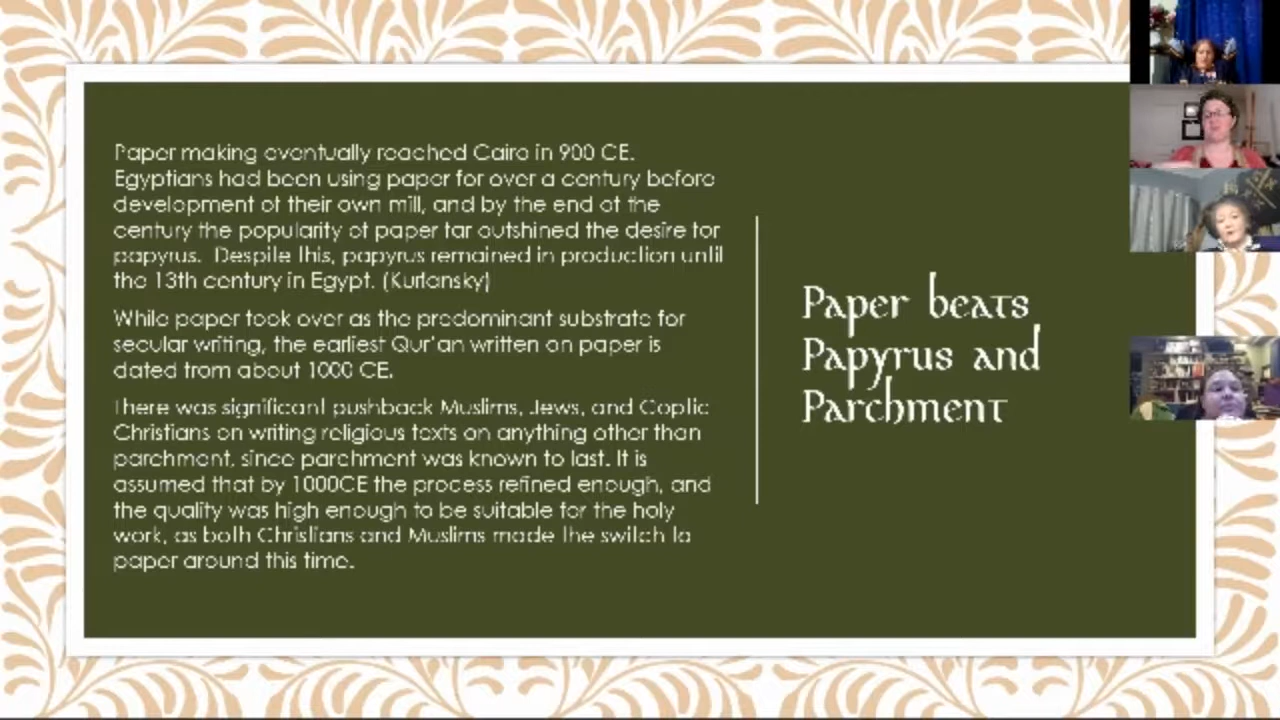 Paper making eventually reached Cairo in 900 CE.
Egyptians had been using paper for over a century before
development of their own mill, and by the end of the
century the popularity of paper far outshined the desire for
papyrus. Despite this, papyrus remained in production until
the 13th century in Egypt. (Kurlansky)
While paper took over as the predominant substrate for
secular writing, the earliest Qur'an written on paper is
dated from about 1000 CE.
There was significant pushback Muslims, Jews, and Coptic
Christians on writing religious texts on anything other than
parchment, since parchment was known to last. It is
assumed that by 1000CE the process refined enough, and
the quality was high enough to be suitable for the holy
work, as both Christians and Muslims made the switch to
paper around this time.
Paper beats
Papyrus and
Parchment